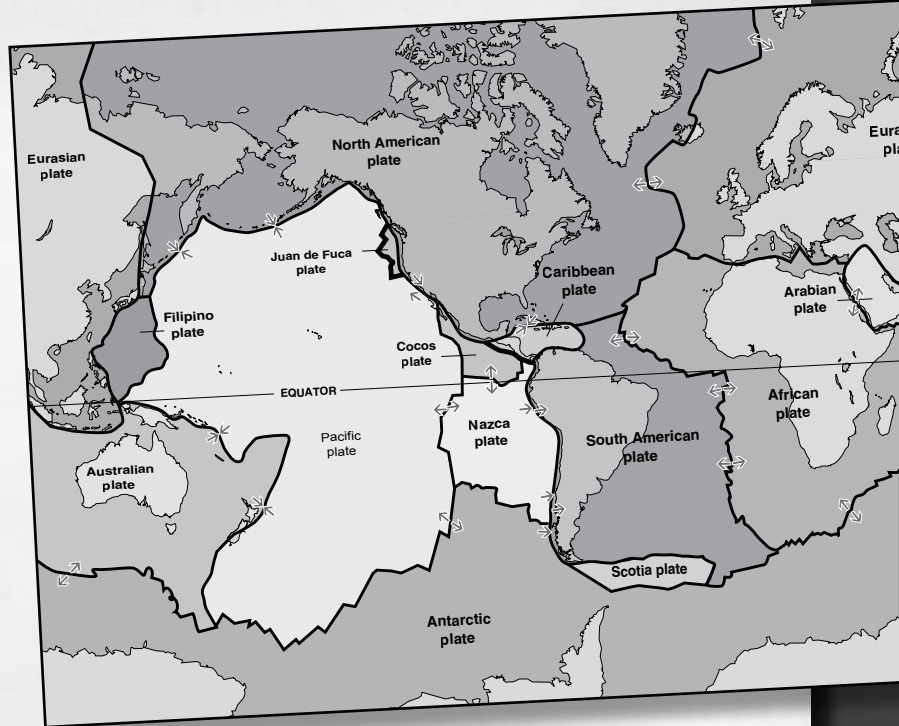 Eurasian
plate
North American
plate
Eura
pla
Juan de Fuca
plate
Caribbean
plate
Arabian
plate
Filipino
plate
Cocos
plate
EQUATOR
African
plate
Pacific
plate
Nazca
plate
South American
plate
Australian
plate
Scotia plate
Antarctic
plate